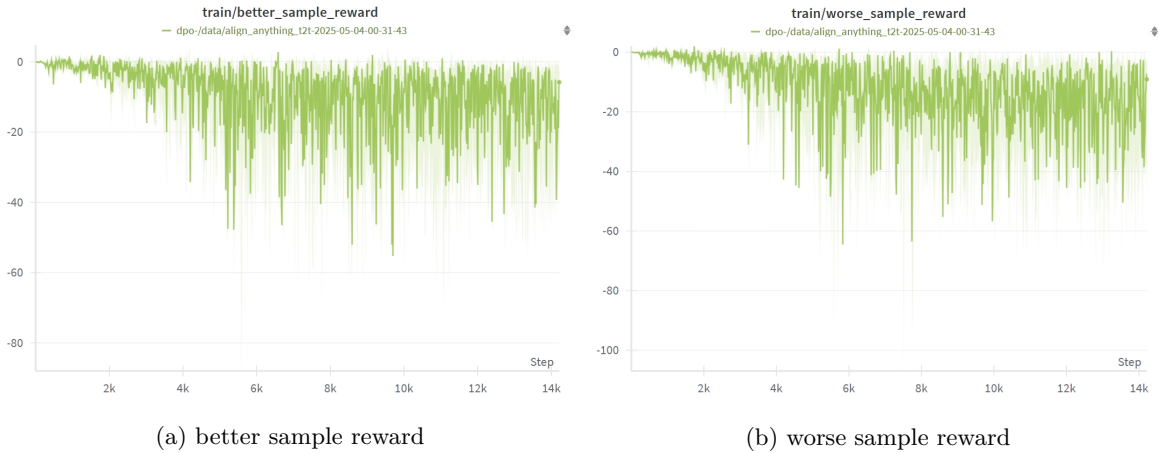 train/better_sample_reward
dpo-/data/align_anything_t2t-2025-05-04-00-31-43
0
-20
-40
-60
-80
Step
2k
4k
6k
8k
10k
12k
14k
(a) better sample reward
train/worse_sample_reward
dpo-/data/align_anything_t2t-2025-05-04-00-31-43
0
-20
-40
-60
-80
-100
Step
2k
4k
6k
8k
10k
12k
14k
(b) worse sample reward